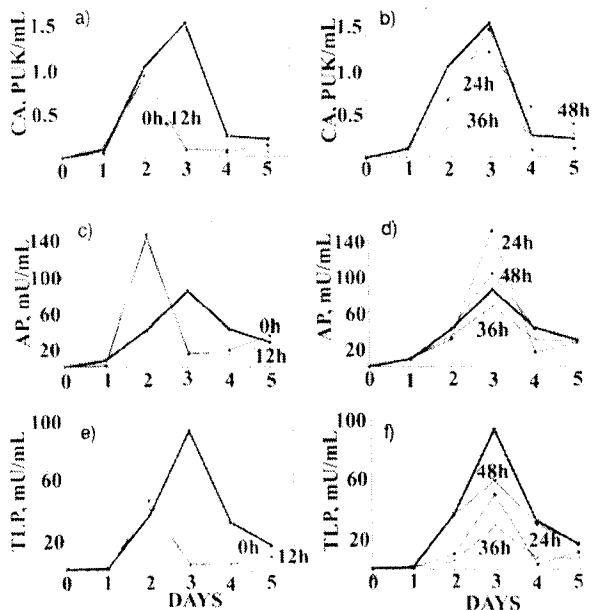 a)
CA, PUK/mL
1.5
1.0
0.5
0h,12h
0 1 2 3 4 5
b)
CA, PUK/mL
1.5
1.0
0.5
24h
36h
48h
0 1 2 3 4 5
c)
AP, mU/mL
140
100
60
20
0h
12h
0 1 2 3 4 5
d)
AP, mU/mL
140
100
60
20
24h
48h
36h
0 1 2 3 4 5
e)
TLP, mU/mL
100
60
20
0h
12h
0 1 2 3 4 5
DAYS
f)
TLP, mU/mL
100
60
20
48h
24h
36h
0 1 2 3 4 5
DAYS